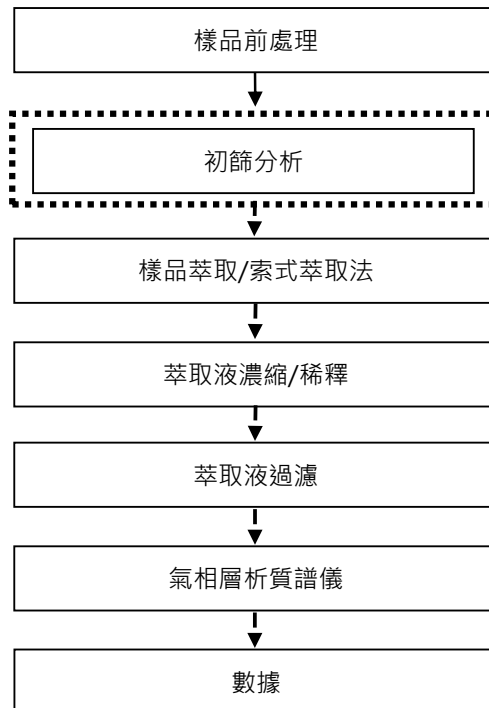 樣品前處理
初篩分析
樣品萃取/索式萃取法
萃取液濃縮/稀釋
萃取液過濾
氣相層析質譜儀
數據